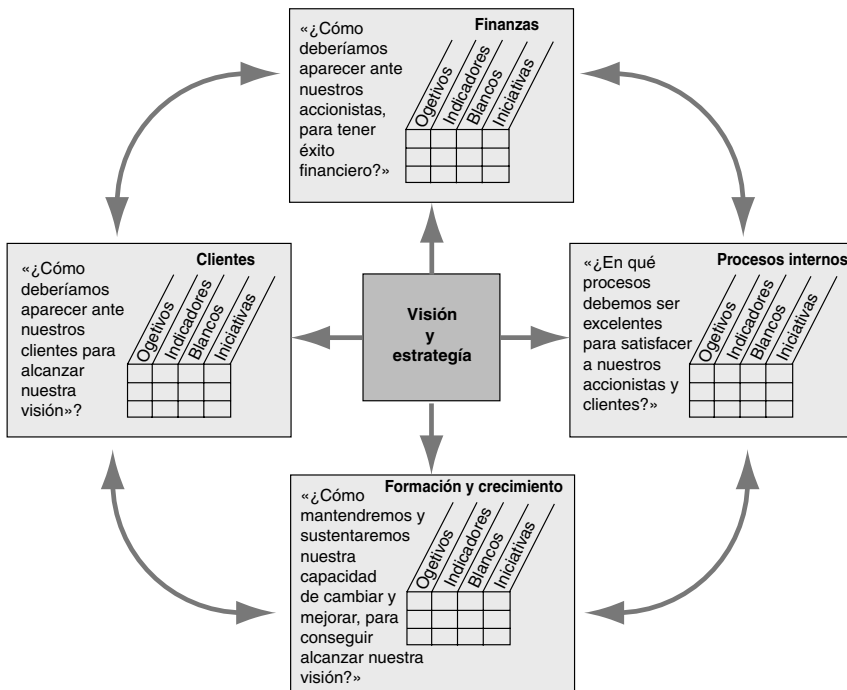 Finanzas
«¿Cómo
deberíamos
aparecer ante
nuestros
accionistas,
para tener
éxito
financiero?»
Ogetivos
Indicadores
Blancos
Iniciativas
Clientes
«¿Cómo
deberíamos
aparecer ante
nuestros
clientes para
alcanzar
nuestra
visión»?
Ogetivos
Indicadores
Blancos
Iniciativas
Visión
y
estrategía
Procesos internos
«¿En qué
procesos
debemos ser
excelentes
para satisfacer
a nuestros
accionistas y
clientes?»
Ogetivos
Indicadores
Blancos
Iniciativas
Formación y crecimiento
«¿Cómo
mantendremos y
sustentaremos
nuestra
capacidad
de cambiar y
mejorar, para
conseguir
alcanzar nuestra
visión?»
Ogetivos
Indicadores
Blancos
Iniciativas